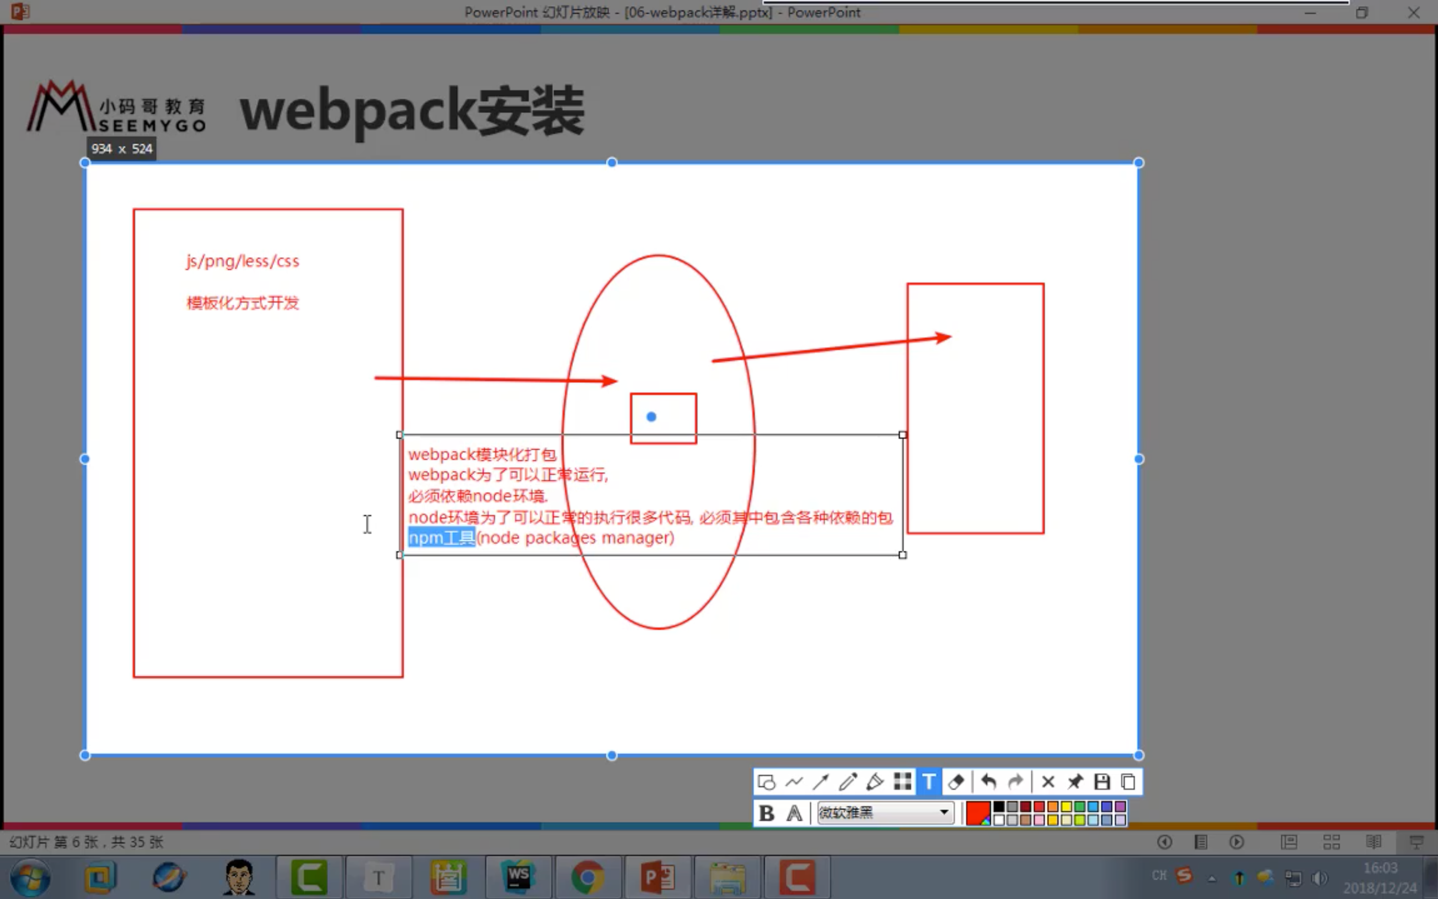 PowerPoint 幻灯片放映 - [06-webpack详解.pptx] - PowerPoint
小码哥教育
SEEMYGO
webpack安装
934 x 524
js/png/less/css
模板化方式开发
webpack模块化打包
webpack为了可以正常运行,
必须依赖node环境.
node环境为了可以正常的执行很多代码, 必须其中包含各种依赖的包
npm工具(node packages manager)
T
B A 微软雅黑
幻灯片 第 6 张，共 35 张
T
图
WS
CH
16:03
2018/12/24